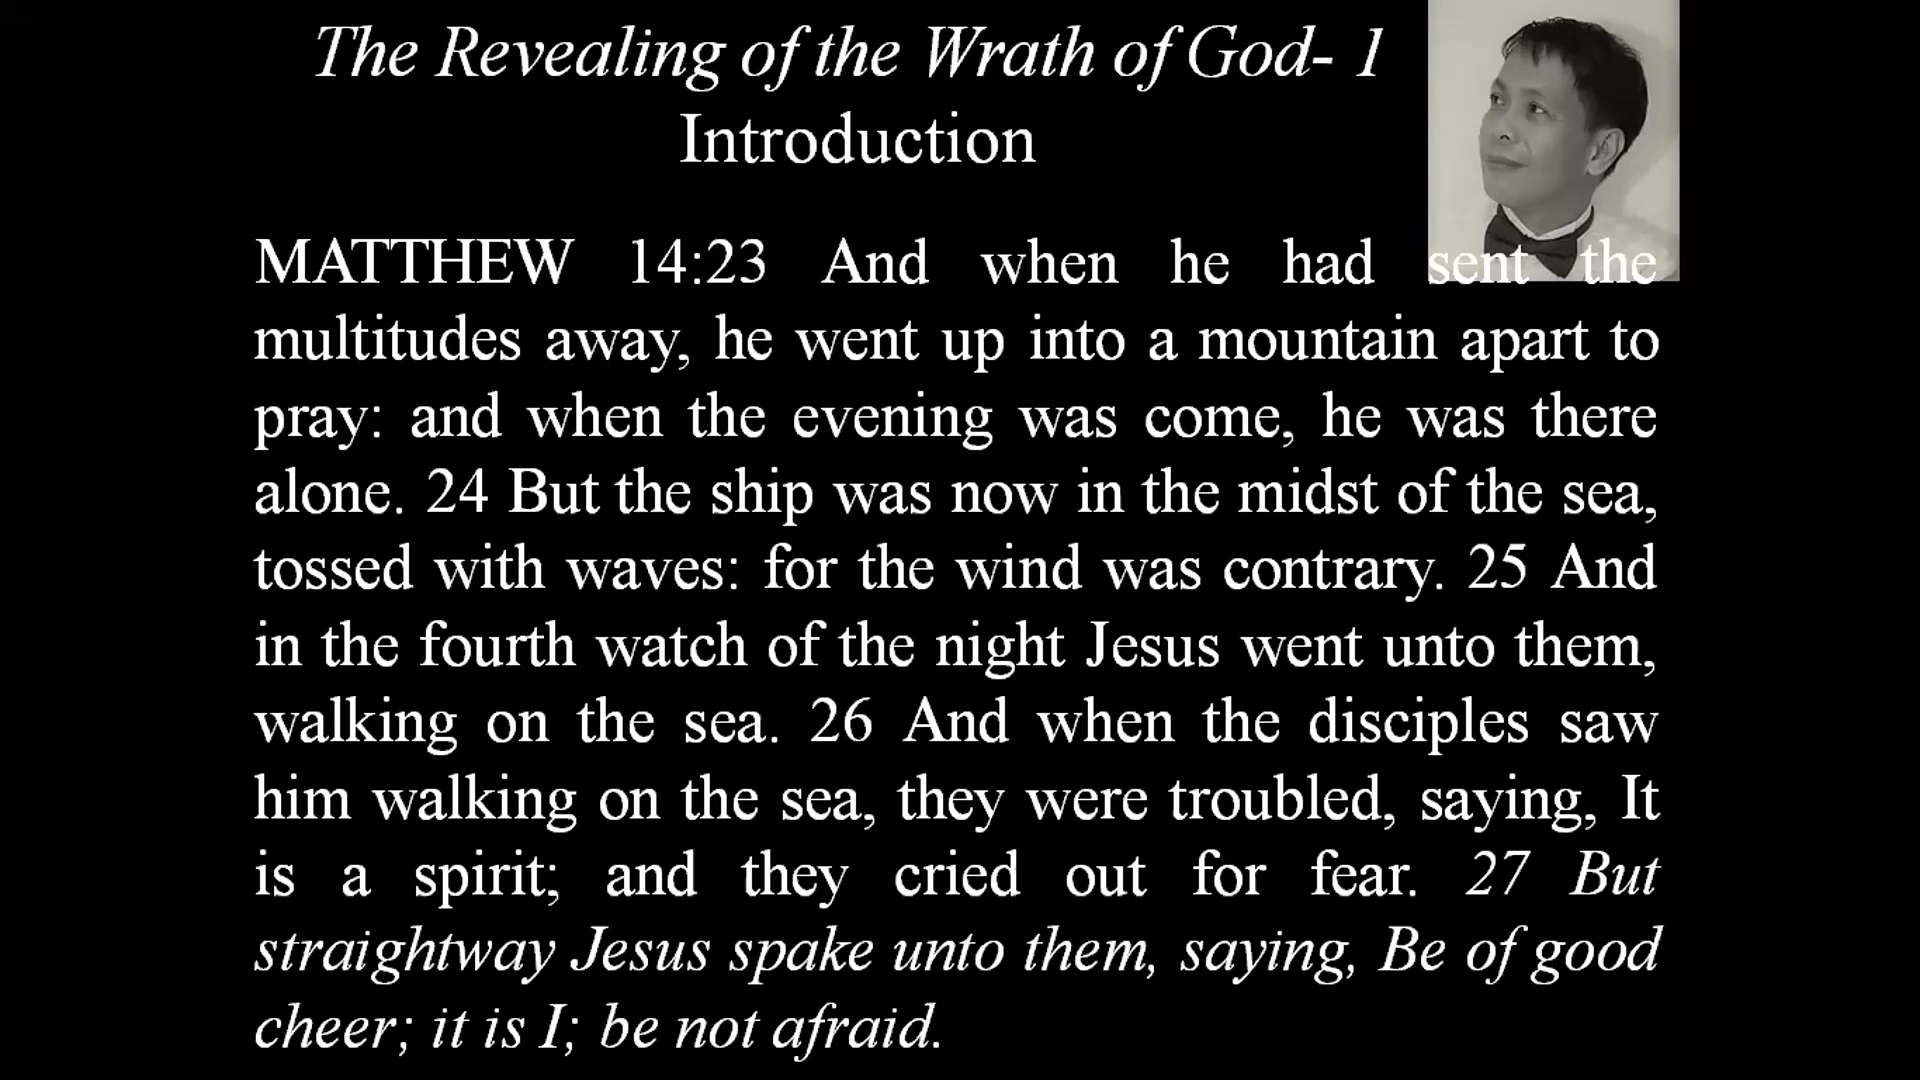 The Revealing of the Wrath of God- 1
Introduction
MATTHEW 14:23 And when he had sent the
multitudes away, he went up into a mountain apart to
pray: and when the evening was come, he was there
alone. 24 But the ship was now in the midst of the sea,
tossed with waves: for the wind was contrary. 25 And
in the fourth watch of the night Jesus went unto them,
walking on the sea. 26 And when the disciples saw
him walking on the sea, they were troubled, saying, It
is a spirit; and they cried out for fear. 27 But
straightway Jesus spake unto them, saying, Be of good
cheer; it is I; be not afraid.